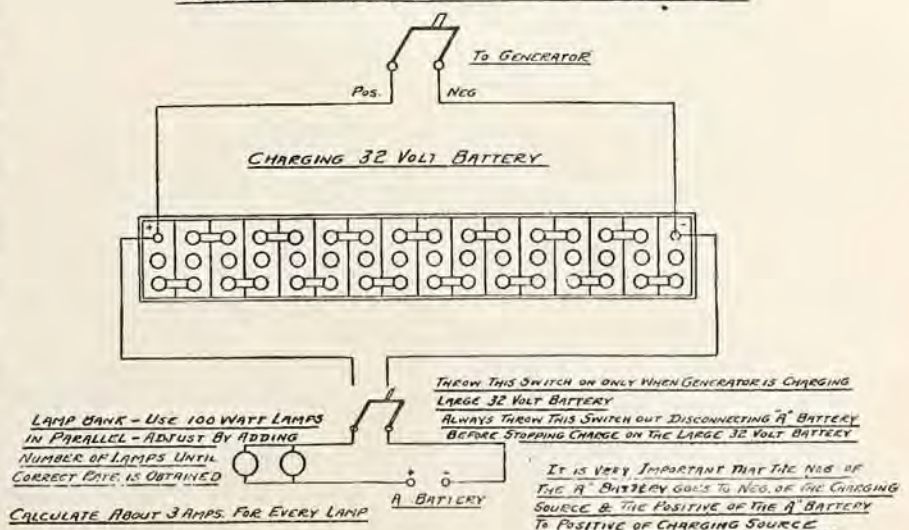 To GENERATOR
Pos. NEG
CHARGING 32 VOLT BATTERY
+ -
THROW THIS SWITCH ON ONLY WHEN GENERATOR IS CHARGING
LARGE 32 VOLT BATTERY
ALWAYS THROW THIS SWITCH OUT DISCONNECTING "A" BATTERY
BEFORE STOPPING CHARGE ON THE LARGE 32 VOLT BATTERY
LAMP BANK - USE 100 WATT LAMPS
IN PARALLEL - ADJUST BY ADDING
NUMBER OF LAMPS UNTIL
CORRECT RATE IS OBTAINED
+ -
A BATTERY
CALCULATE ABOUT 3 AMPS. FOR EVERY LAMP
IT IS VERY IMPORTANT THAT THE NEG OF
THE "A" BATTERY GOES TO NEG. OF THE CHARGING
SOURCE & THE POSITIVE OF THE "A" BATTERY
TO POSITIVE OF CHARGING SOURCE